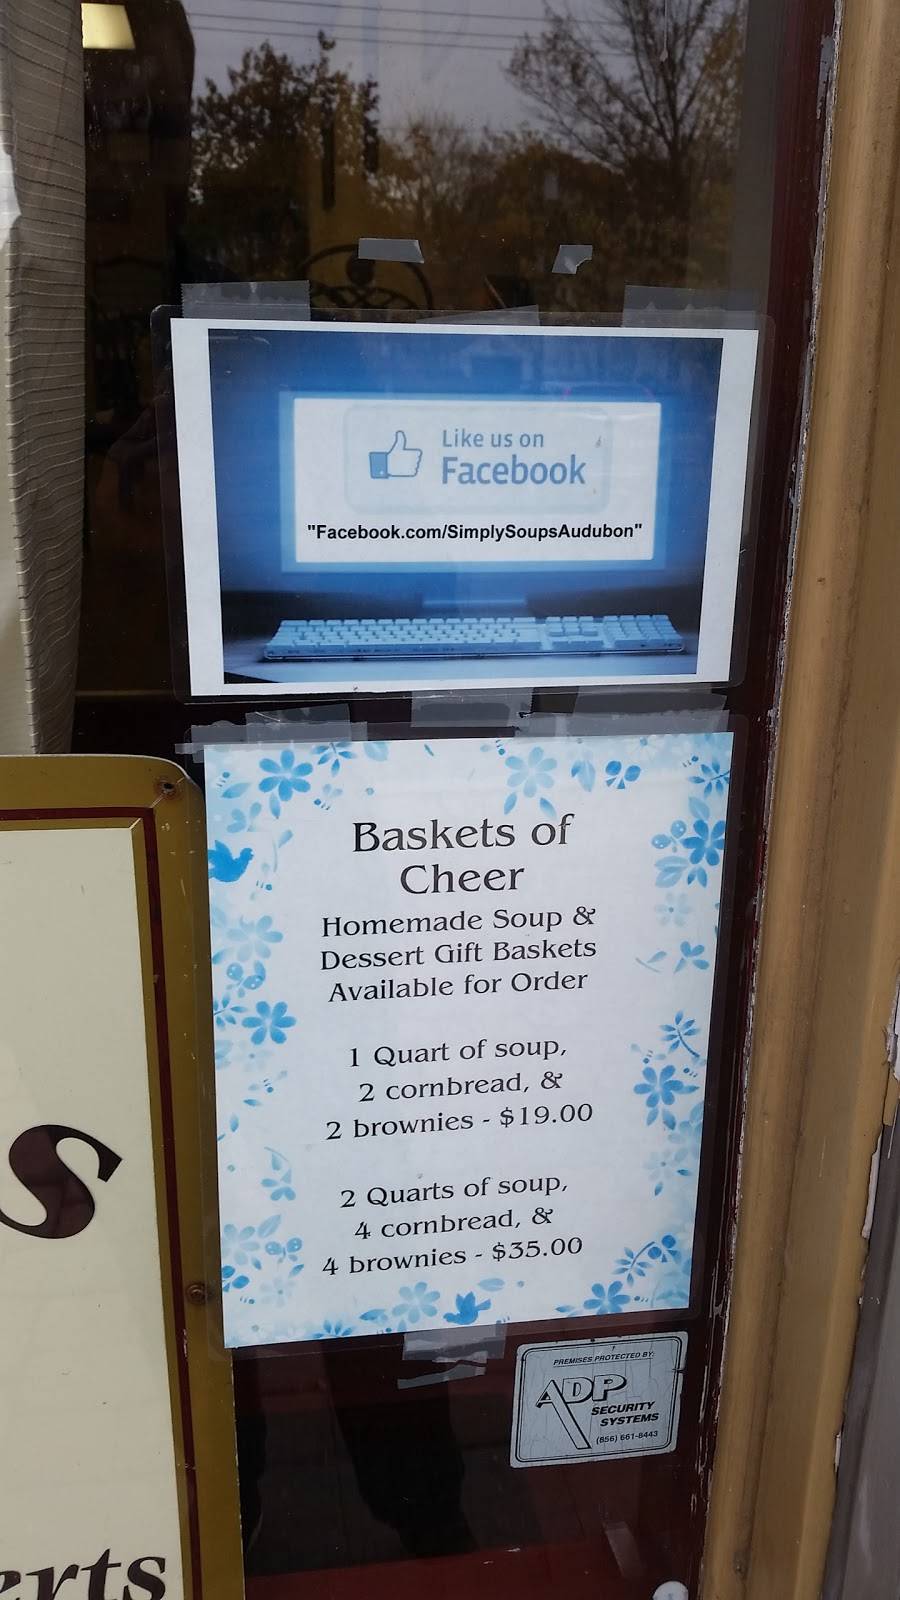 Like us on
Facebook
"Facebook.com/SimplySoupsAudubon"
Baskets of
Cheer
Homemade Soup &
Dessert Gift Baskets
Available for Order
1 Quart of soup,
2 cornbread, &
2 brownies - $19.00
2 Quarts of soup,
4 cornbread, &
4 brownies - $35.00
PREMISES PROTECTED BY:
ADP
SECURITY
SYSTEMS
(856) 661-8443
s
erts